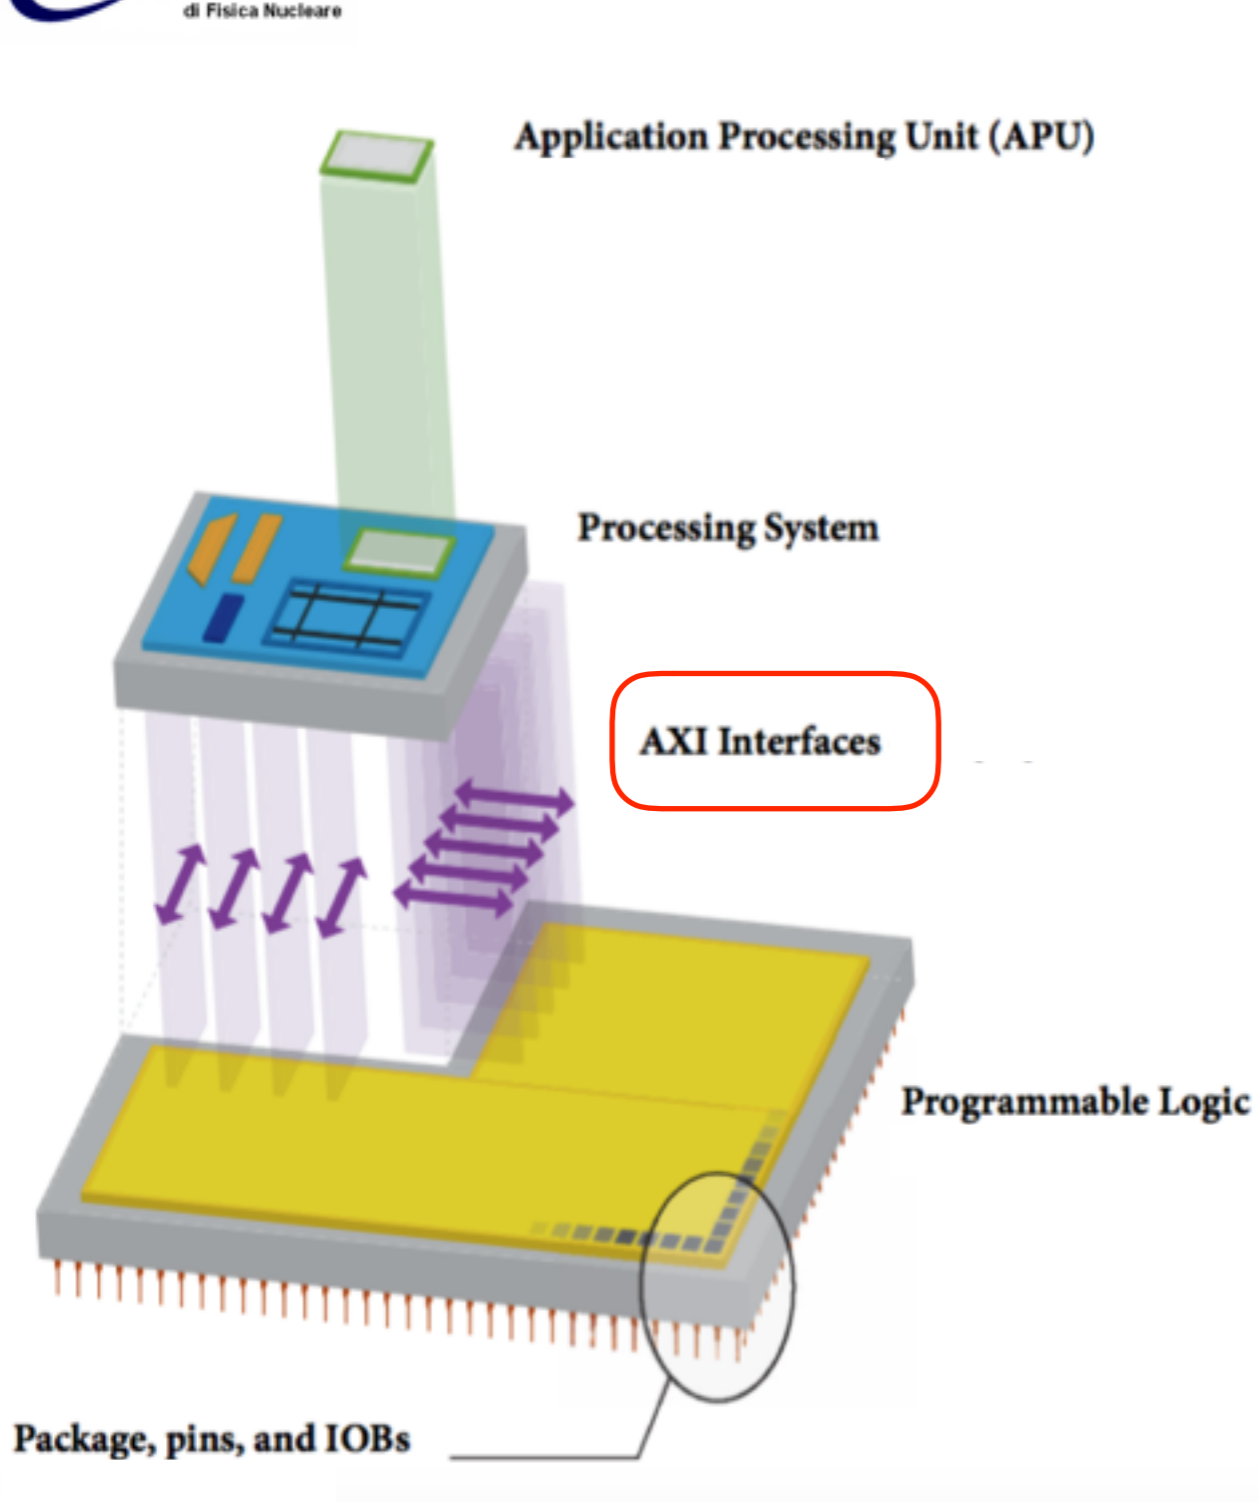 di Fisica Nucleare
Application Processing Unit (APU)
Processing System
AXI Interfaces
Programmable Logic
Package, pins, and IOBs